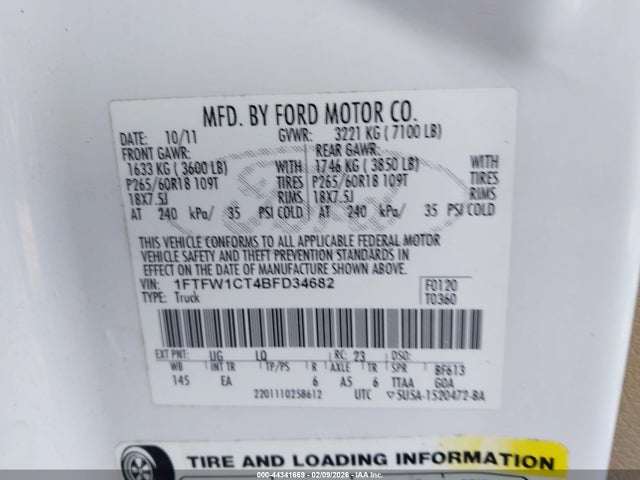 MFD. BY FORD MOTOR CO.
DATE: 10/11 GVWR: 3221 KG ( 7100 LB)
FRONT GAWR: REAR GAWR:
1633 KG ( 3600 LB) WITH 1746 KG ( 3850 LB) WITH
P265/60R18 109T TIRES P265/60R18 109T TIRES
18X7.5J RIMS 18X7.5J RIMS
AT 240 kPa/ 35 PSI COLD AT 240 kPa/ 35 PSI COLD
THIS VEHICLE CONFORMS TO ALL APPLICABLE FEDERAL MOTOR
VEHICLE SAFETY AND THEFT PREVENTION STANDARDS IN
EFFECT ON THE DATE OF MANUFACTURE SHOWN ABOVE.
VIN: 1FTFW1CT4BFD34682 F0120
TYPE: Truck T0360
EXT PNT: UG LQ RC: 23 DSO:
WB INT TR TP/PS R AXLE TR SPR BF613
145 EA 6 A5 6 TTAA GOA
2201110258612 UTC 5U5A-1520472-BA
TIRE AND LOADING INFORMATION
Copart 000-44341669 - 02/09/2026 - IAA, Inc.